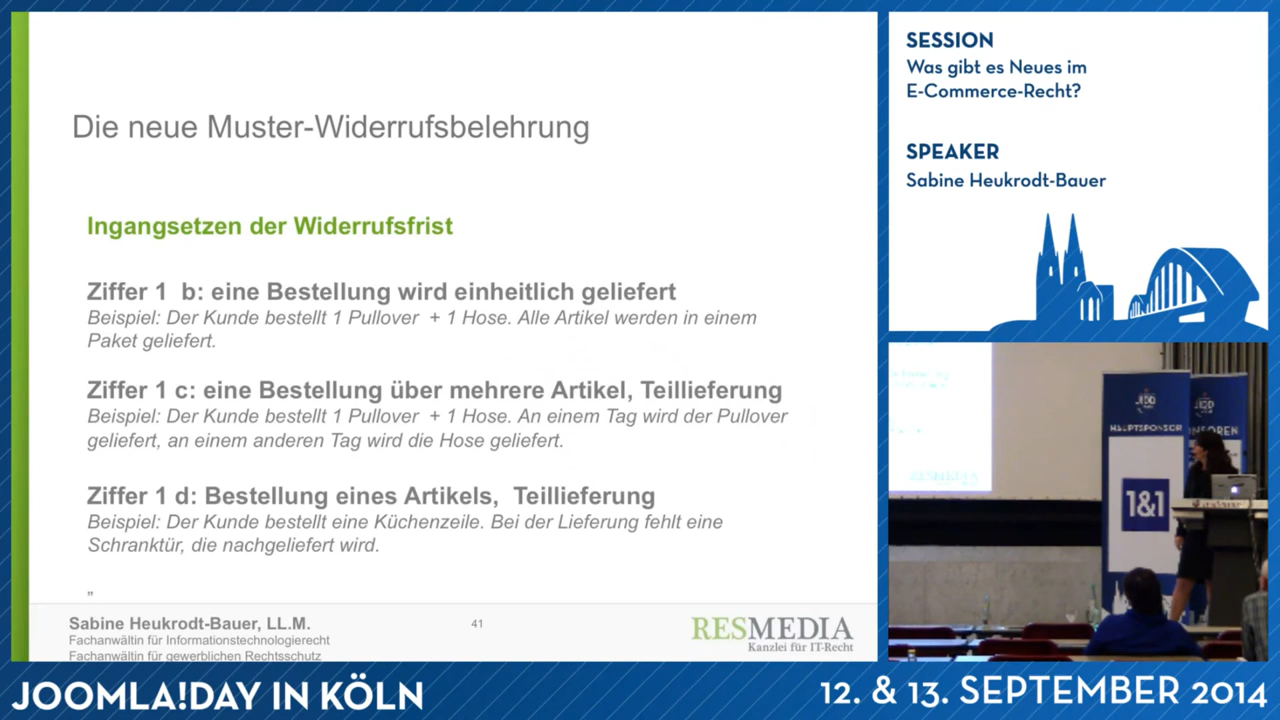 Die neue Muster-Widerrufsbelehrung
Ingangsetzen der Widerrufsfrist
Ziffer 1 b: eine Bestellung wird einheitlich geliefert
Beispiel: Der Kunde bestellt 1 Pullover + 1 Hose. Alle Artikel werden in einem
Paket geliefert.
Ziffer 1 c: eine Bestellung über mehrere Artikel, Teillieferung
Beispiel: Der Kunde bestellt 1 Pullover + 1 Hose. An einem Tag wird der Pullover
geliefert, an einem anderen Tag wird die Hose geliefert.
Ziffer 1 d: Bestellung eines Artikels, Teillieferung
Beispiel: Der Kunde bestellt eine Küchenzeile. Bei der Lieferung fehlt eine
Schranktür, die nachgeliefert wird.
"
Sabine Heukrodt-Bauer, LL.M.
Fachanwältin für Informationstechnologierecht
Fachanwältin für gewerblichen Rechtsschutz
41
RESMEDIA
Kanzlei für IT-Recht
SESSION
Was gibt es Neues im
E-Commerce-Recht?
SPEAKER
Sabine Heukrodt-Bauer
HAUPTSPONSOR
1&1
RESMEDIA
JOOMLA!DAY IN KÖLN
12. & 13. SEPTEMBER 2014